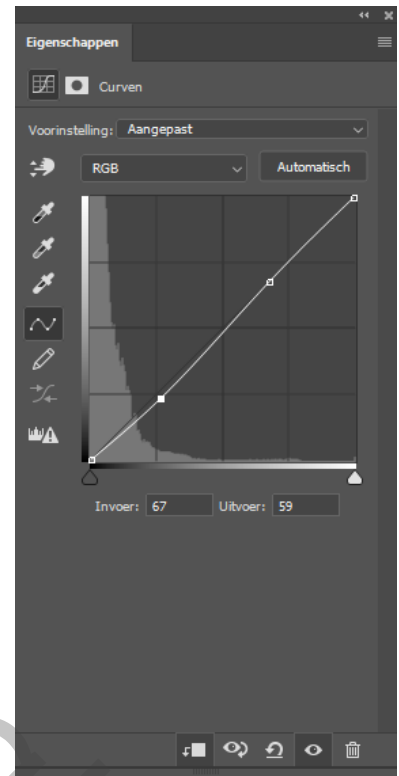 Eigenschappen
Curven
Voorinstelling: Aangepast
RGB Automatisch
Invoer: 67 Uitvoer: 59